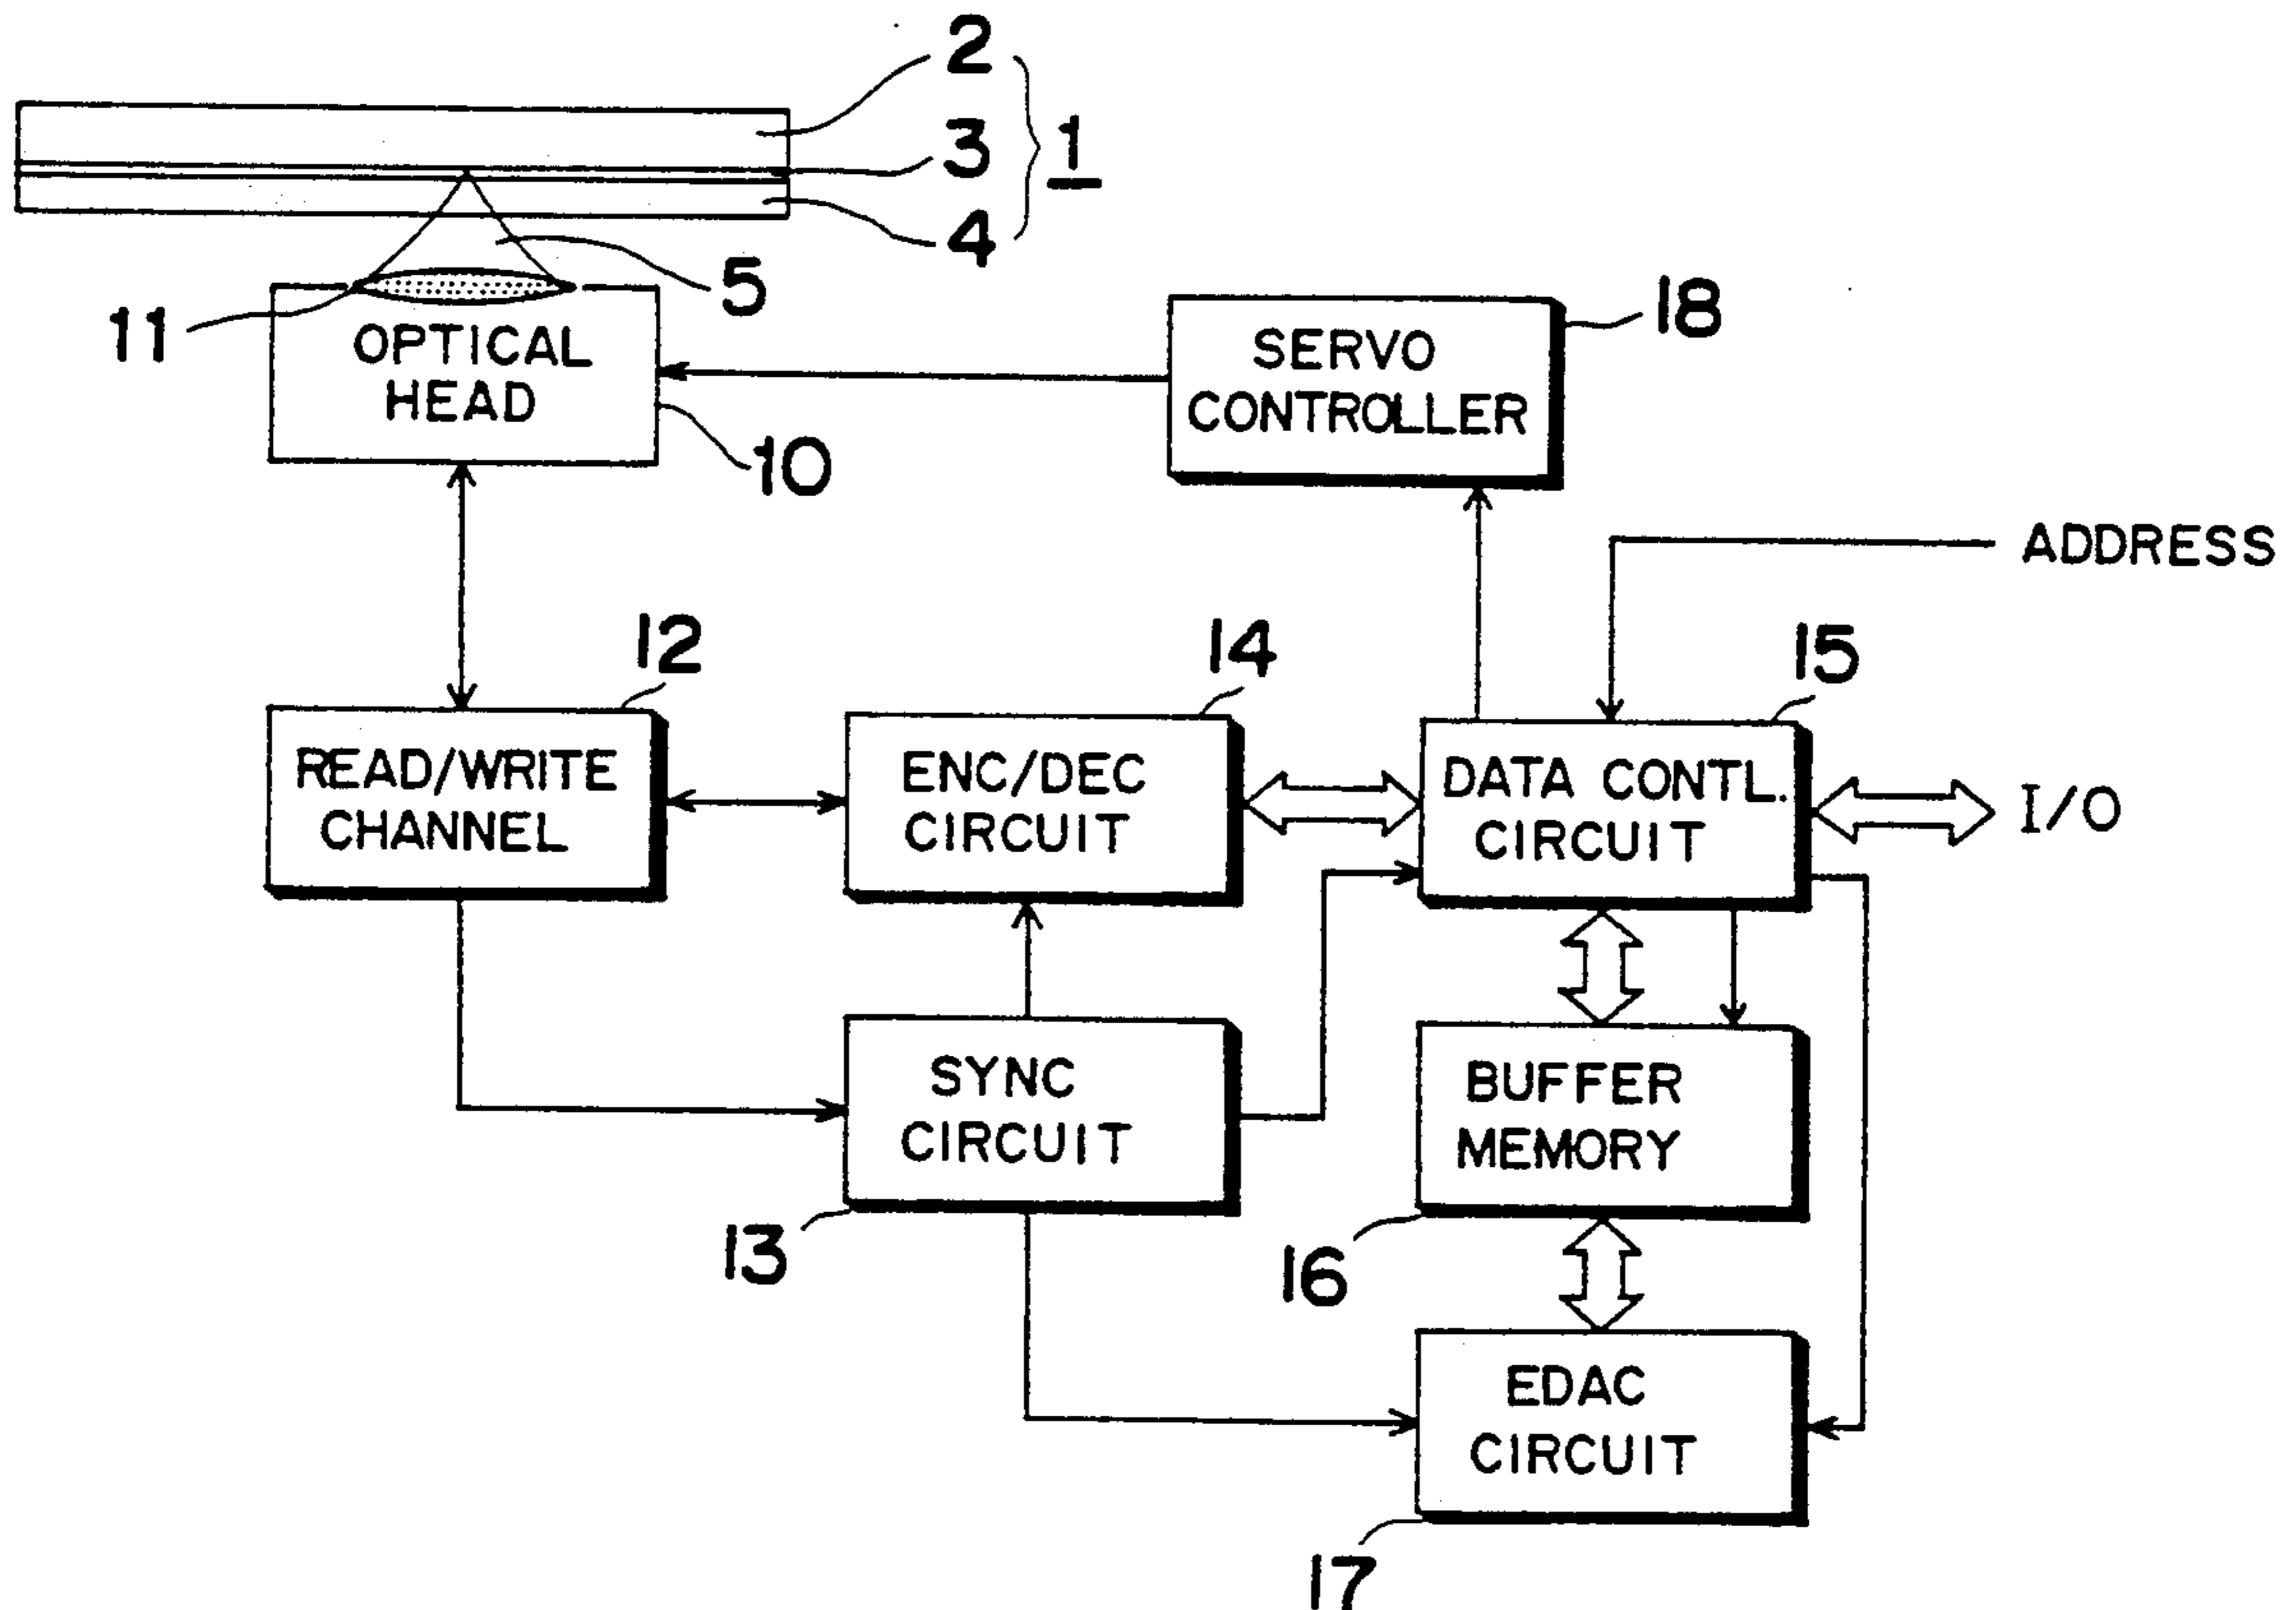 2
3
1
4
5
11
OPTICAL
HEAD
10
SERVO
CONTROLLER
18
ADDRESS
12
READ/WRITE
CHANNEL
14
ENC/DEC
CIRCUIT
15
DATA CONTL.
CIRCUIT
I/O
SYNC
CIRCUIT
13
BUFFER
MEMORY
16
EDAC
CIRCUIT
17